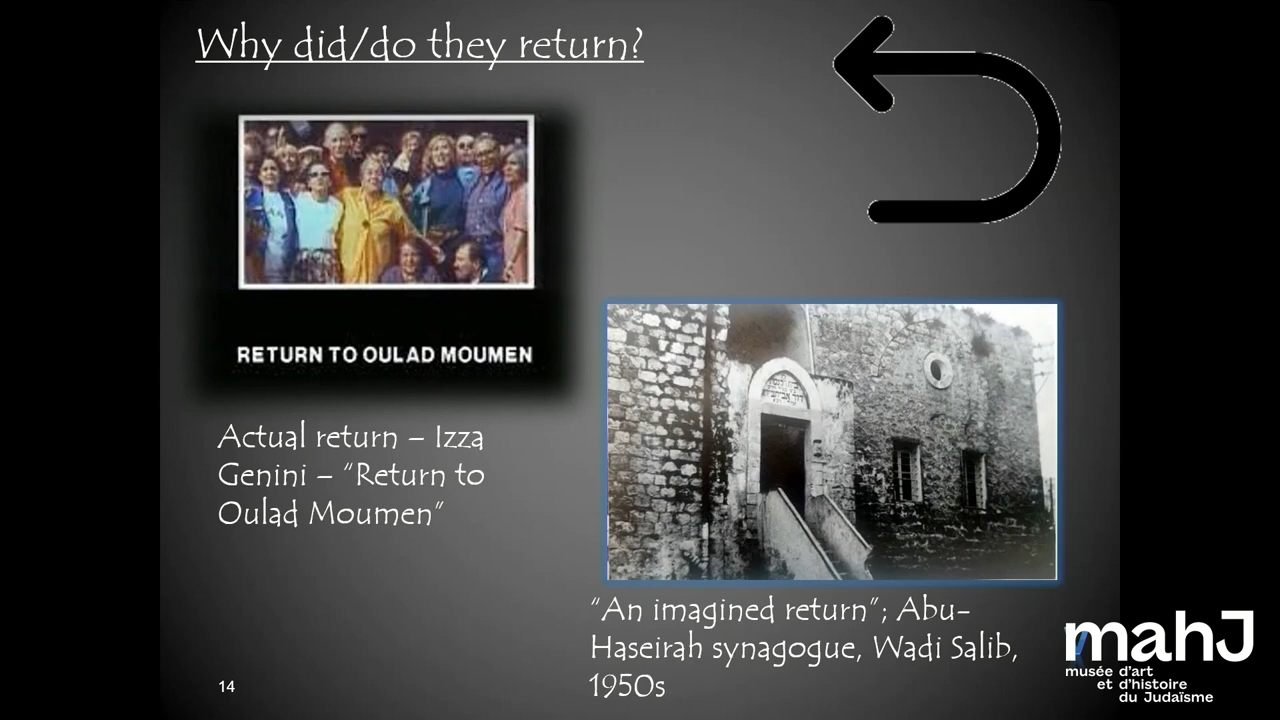 Why did/do they return?
RETURN TO OULAD MOUMEN
Actual return – Izza
Genini – “Return to
Oulad Moumen”
“An imagined return”; Abu-
Haseirah synagogue, Wadi Salib,
1950s
14
mahJ
musée d'art
et d'histoire
du Judaïsme